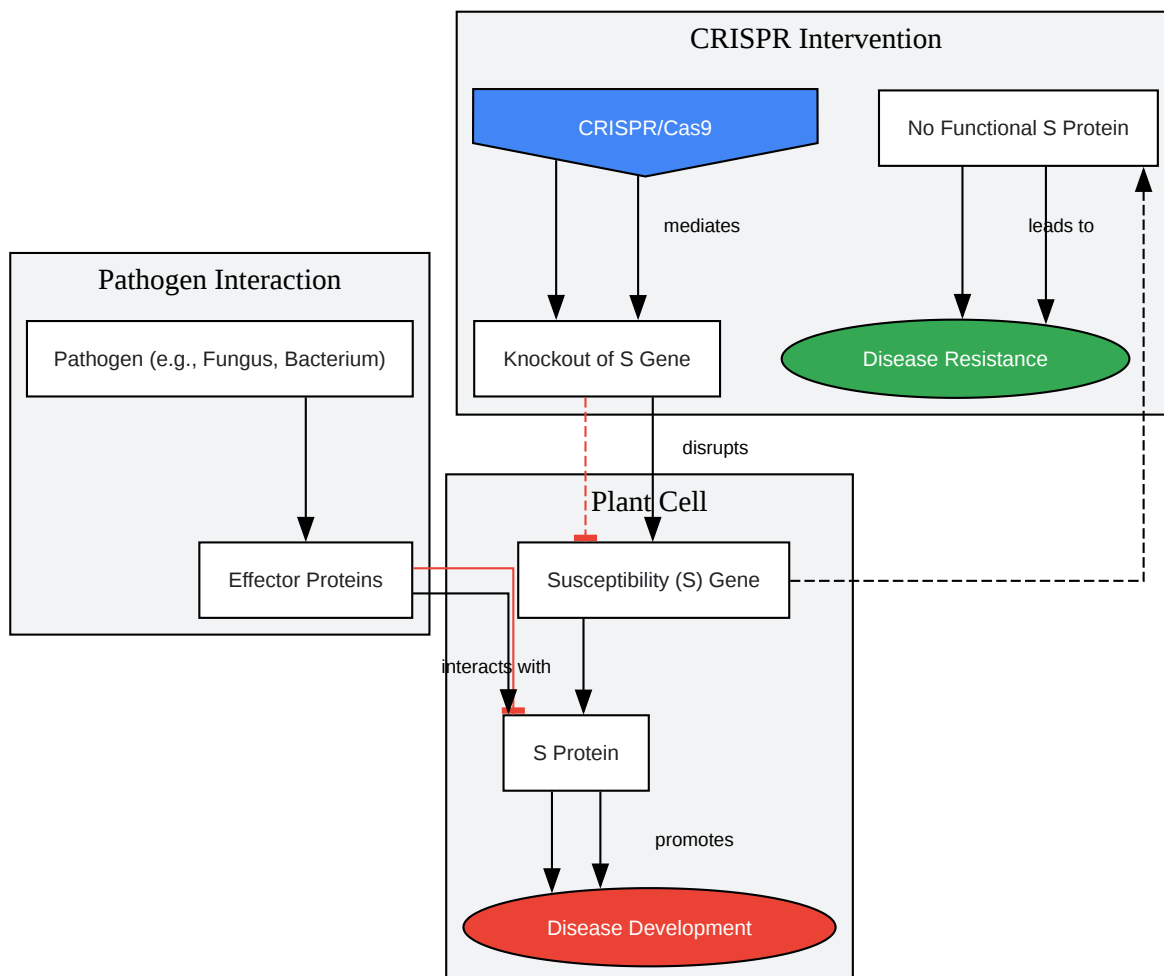 CRISPR Intervention
CRISPR/Cas9
No Functional S Protein
mediates
leads to
Pathogen Interaction
Pathogen (e.g., Fungus, Bacterium)
Knockout of S Gene
Disease Resistance
disrupts
Plant Cell
Effector Proteins
Susceptibility (S) Gene
interacts with
S Protein
promotes
Disease Development